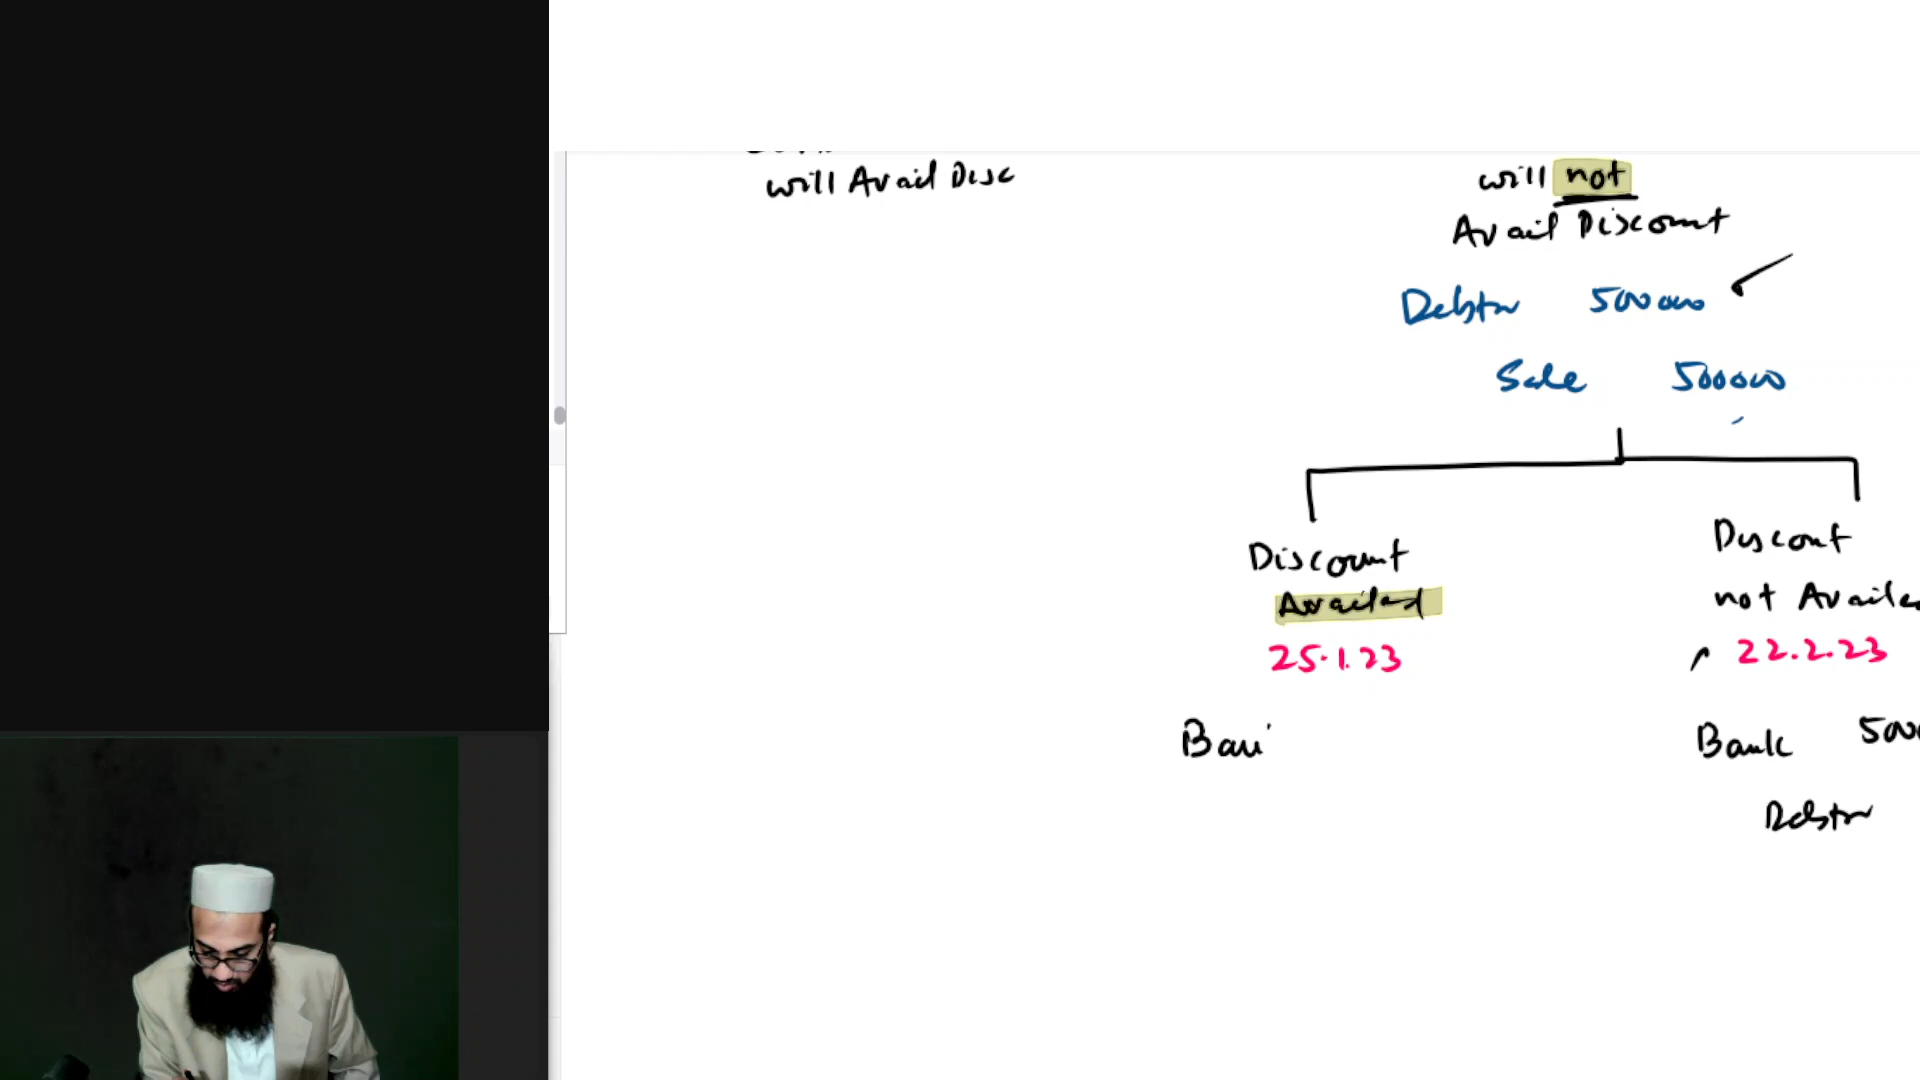 will Avail Disc
will not
Avail Discount
Debtor 500000
Sale 500000
Discount
Availed
25.1.23
Discount
not Availed
22.2.23
Bank 500
Debtor